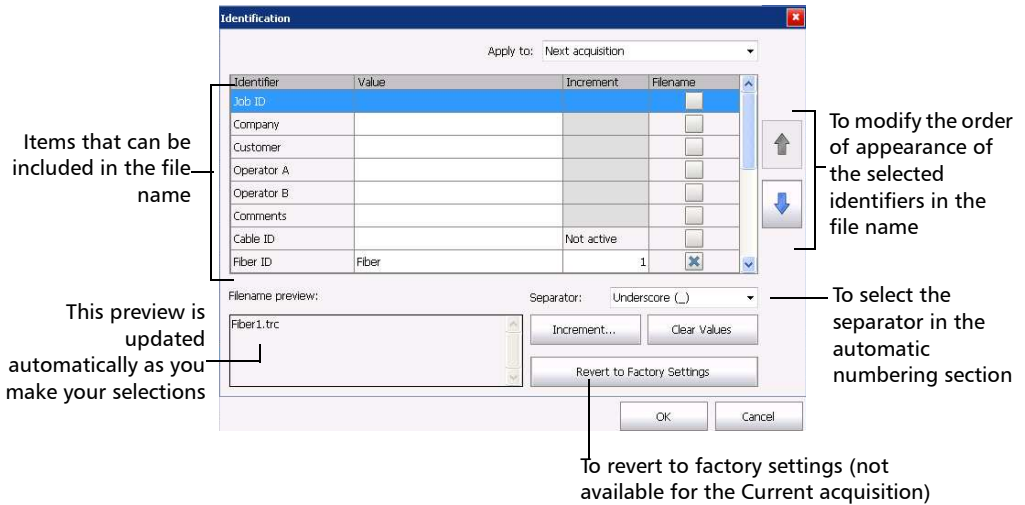 Identification
Apply to: Next acquisition
Identifier Value Increment Filename
Job ID
Company
Customer
Operator A
Operator B
Comments
Cable ID Not active
Fiber ID Fiber 1
Filename preview: Separator: Underscore (_)
Fiber1.trc
Increment... Clear Values
Revert to Factory Settings
OK Cancel
Items that can be
included in the file
name
This preview is
updated
automatically as you
make your selections
To modify the order
of appearance of
the selected
identifiers in the
file name
To select the
separator in the
automatic
numbering section
To revert to factory settings (not
available for the Current acquisition)